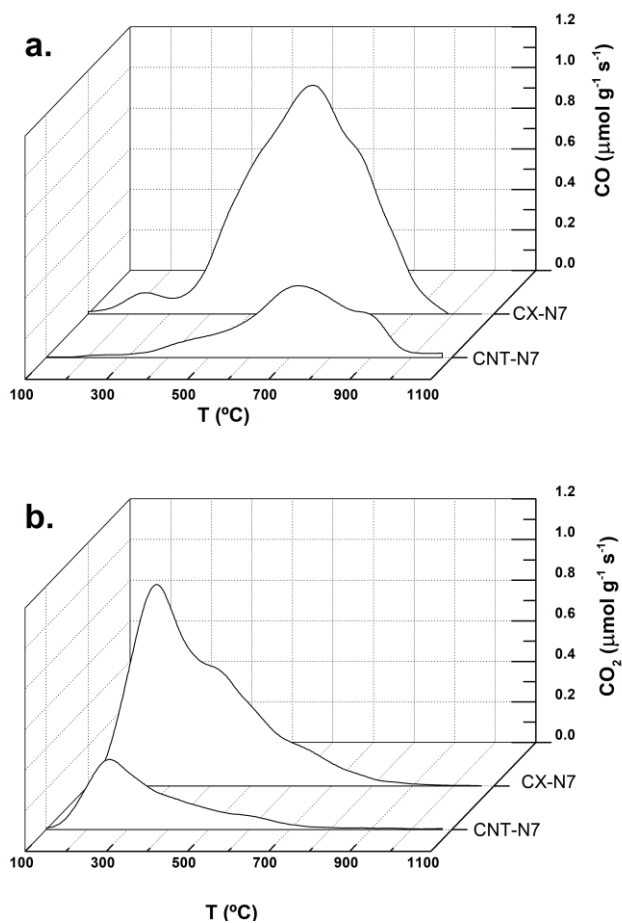 a.
1.2
1.0
0.8
0.6
0.4
0.2
0.0
CO (μmol g⁻¹ s⁻¹)
CX-N7
CNT-N7
100 300 500 700 900 1100
T (ºC)
b.
1.2
1.0
0.8
0.6
0.4
0.2
0.0
CO₂ (μmol g⁻¹ s⁻¹)
CX-N7
CNT-N7
100 300 500 700 900 1100
T (ºC)